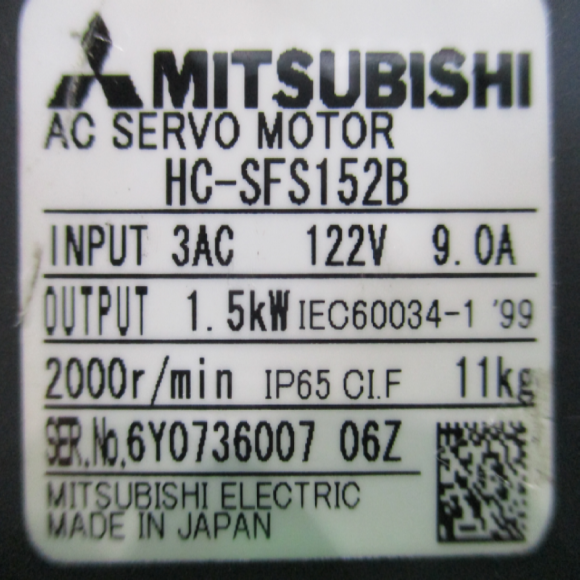 MITSUBISHI
AC SERVO MOTOR
HC-SFS152B
INPUT 3AC 122V 9.0A
OUTPUT 1.5kW IEC60034-1 '99
2000r/min IP65 CI.F 11kg
SER.No.6Y0736007 06Z
MITSUBISHI ELECTRIC
MADE IN JAPAN